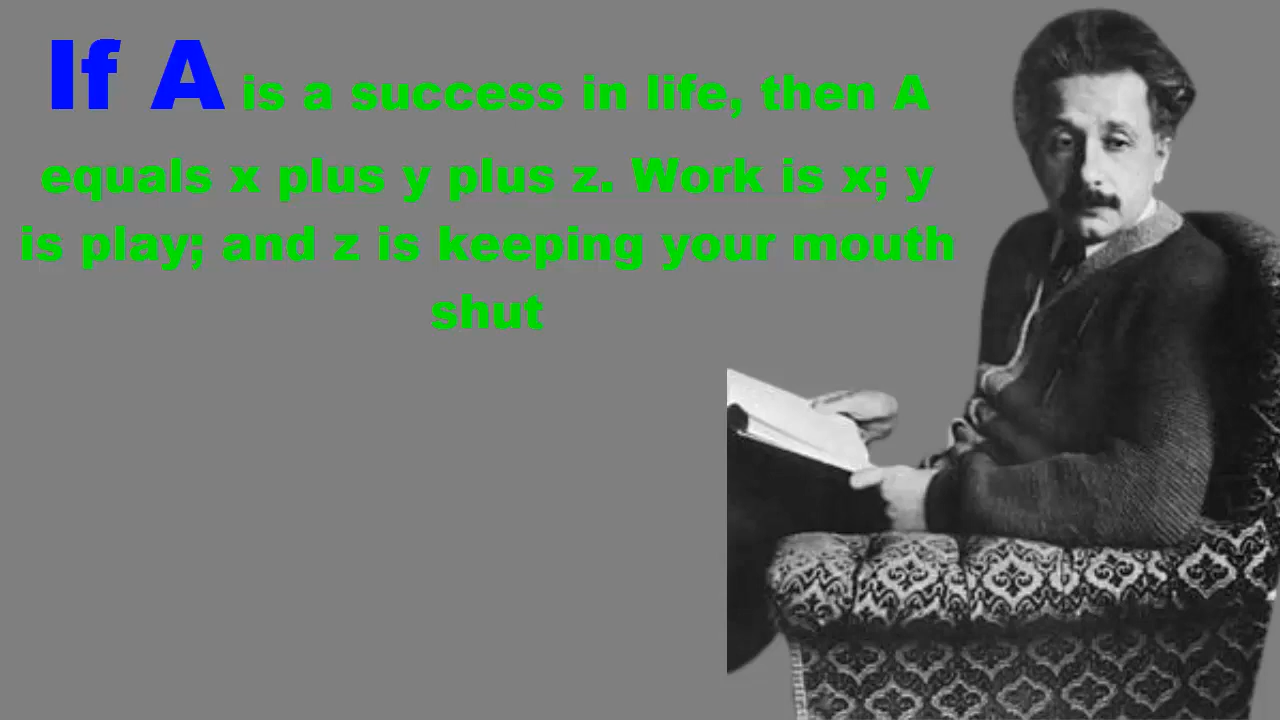 If A is a success in life, then A
equals x plus y plus z. Work is x; y
is play; and z is keeping your mouth
shut